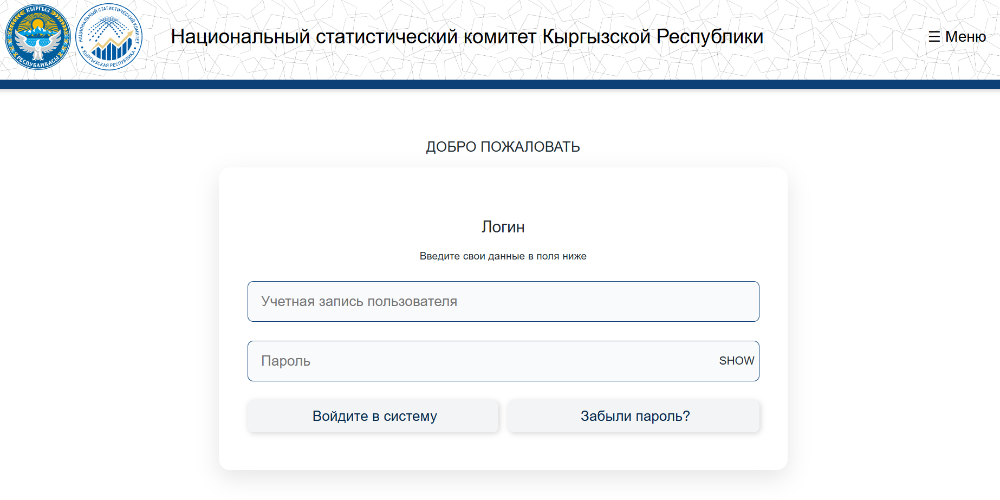 КЫРГЫЗ
РЕСПУБЛИКАСЫ
НАЦИОНАЛЬНЫЙ СТАТИСТИЧЕСКИЙ КОМИТЕТ
КЫРГЫЗСКАЯ РЕСПУБЛИКА
Национальный статистический комитет Кыргызской Республики
☰ Меню
ДОБРО ПОЖАЛОВАТЬ
Логин
Введите свои данные в поля ниже
Учетная запись пользователя
Пароль
SHOW
Войдите в систему
Забыли пароль?